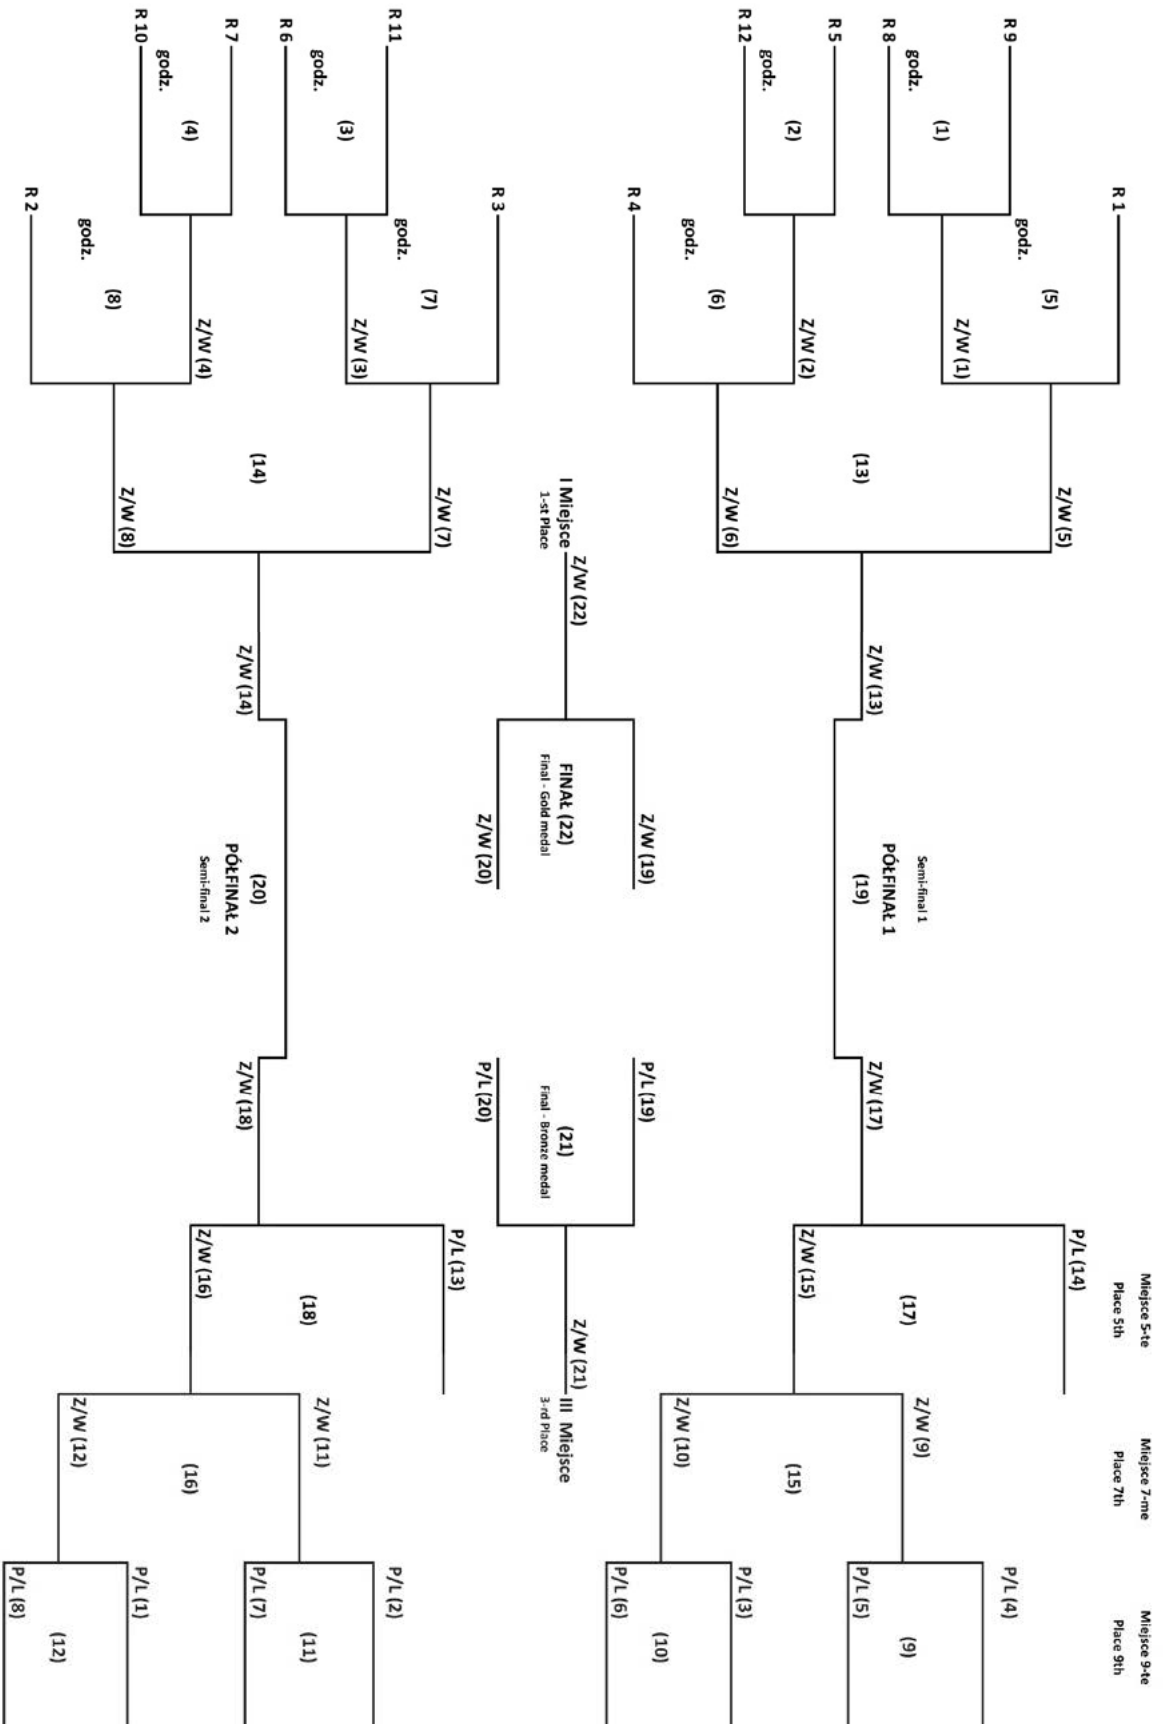 Miejsce 5-te
Miejsce 7-me
Miejsce 9-te
R 1
Place 5th
Place 7th
Place 9th
P/L (14)
Z/W (5)
(5)
godz.
R 9
P/L (4)
Z/W (1)
(1)
Semi-final 1
Z/W (9)
godz.
(17)
(9)
R 8
PÓŁFINAŁ 1
Z/W (13)
Z/W (17)
(13)
(19)
P/L (5)
R 5
Z/W (2)
Z/W (15)
(2)
(15)
godz.
R 12
P/L (3)
Z/W (6)
(6)
godz.
Z/W (10)
(10)
R 4
Z/W (19)
P/L (19)
P/L (6)
Z/W (22)
Z/W (21)
I Miejsce
FINAŁ (22)
(21)
III Miejsce
1-st Place
Final - Gold medal
Final - Bronze medal
3-rd Place
R 3
Z/W (20)
P/L (20)
Z/W (7)
P/L (13)
(7)
godz.
R 11
P/L (2)
Z/W (3)
(3)
Z/W (11)
godz.
(18)
(11)
R 6
(14)
(20)
P/L (7)
Z/W (14)
PÓŁFINAŁ 2
Z/W (18)
R 7
Semi-final 2
Z/W (4)
Z/W (16)
(4)
(16)
godz.
R 10
P/L (1)
Z/W (8)
(8)
godz.
Z/W (12)
(12)
R 2
P/L (8)